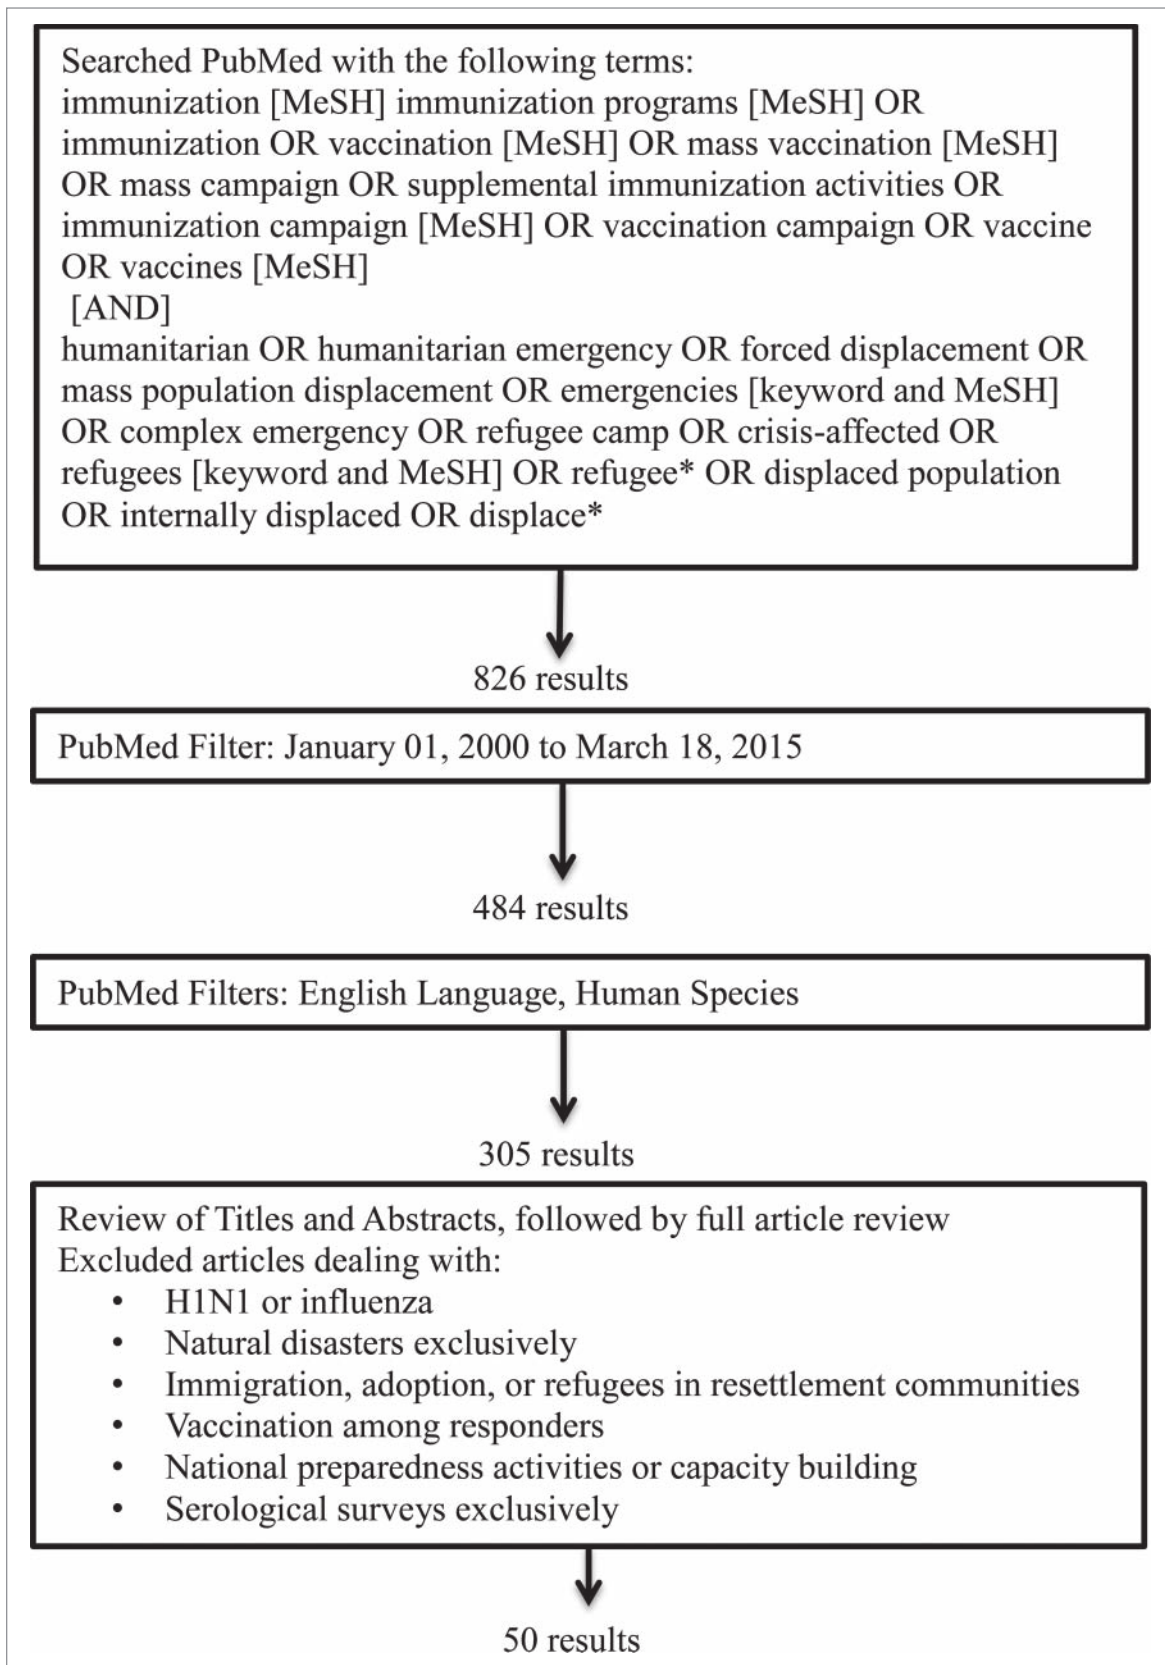 Searched PubMed with the following terms:
immunization [MeSH] immunization programs [MeSH] OR
immunization OR vaccination [MeSH] OR mass vaccination [MeSH]
OR mass campaign OR supplemental immunization activities OR
immunization campaign [MeSH] OR vaccination campaign OR vaccine
OR vaccines [MeSH]
[AND]
humanitarian OR humanitarian emergency OR forced displacement OR
mass population displacement OR emergencies [keyword and MeSH]
OR complex emergency OR refugee camp OR crisis-affected OR
refugees [keyword and MeSH] OR refugee* OR displaced population
OR internally displaced OR displace*
826 results
PubMed Filter: January 01, 2000 to March 18, 2015
484 results
PubMed Filters: English Language, Human Species
305 results
Review of Titles and Abstracts, followed by full article review
Excluded articles dealing with:
• H1N1 or influenza
• Natural disasters exclusively
• Immigration, adoption, or refugees in resettlement communities
• Vaccination among responders
• National preparedness activities or capacity building
• Serological surveys exclusively
50 results